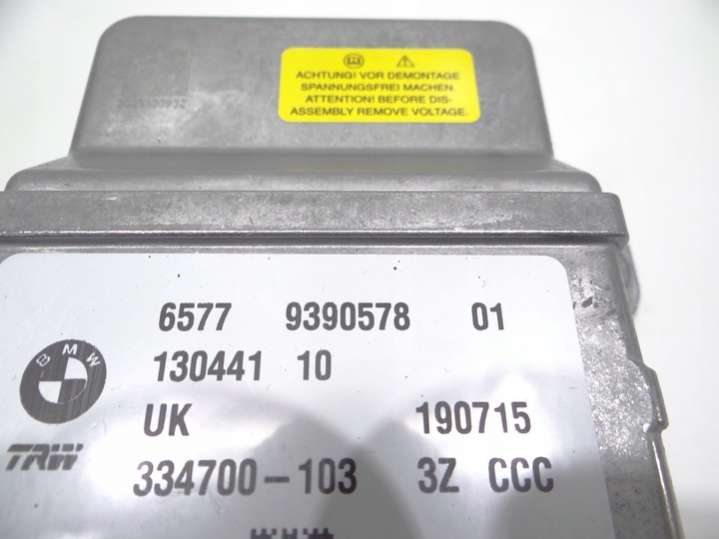 ACHTUNG! VOR DEMONTAGE
SPANNUNGSFREI MACHEN.
ATTENTION! BEFORE DIS-
ASSEMBLY REMOVE VOLTAGE.
6577 9390578 01
BMW
130441 10
UK 190715
TRW
334700-103 3Z CCC